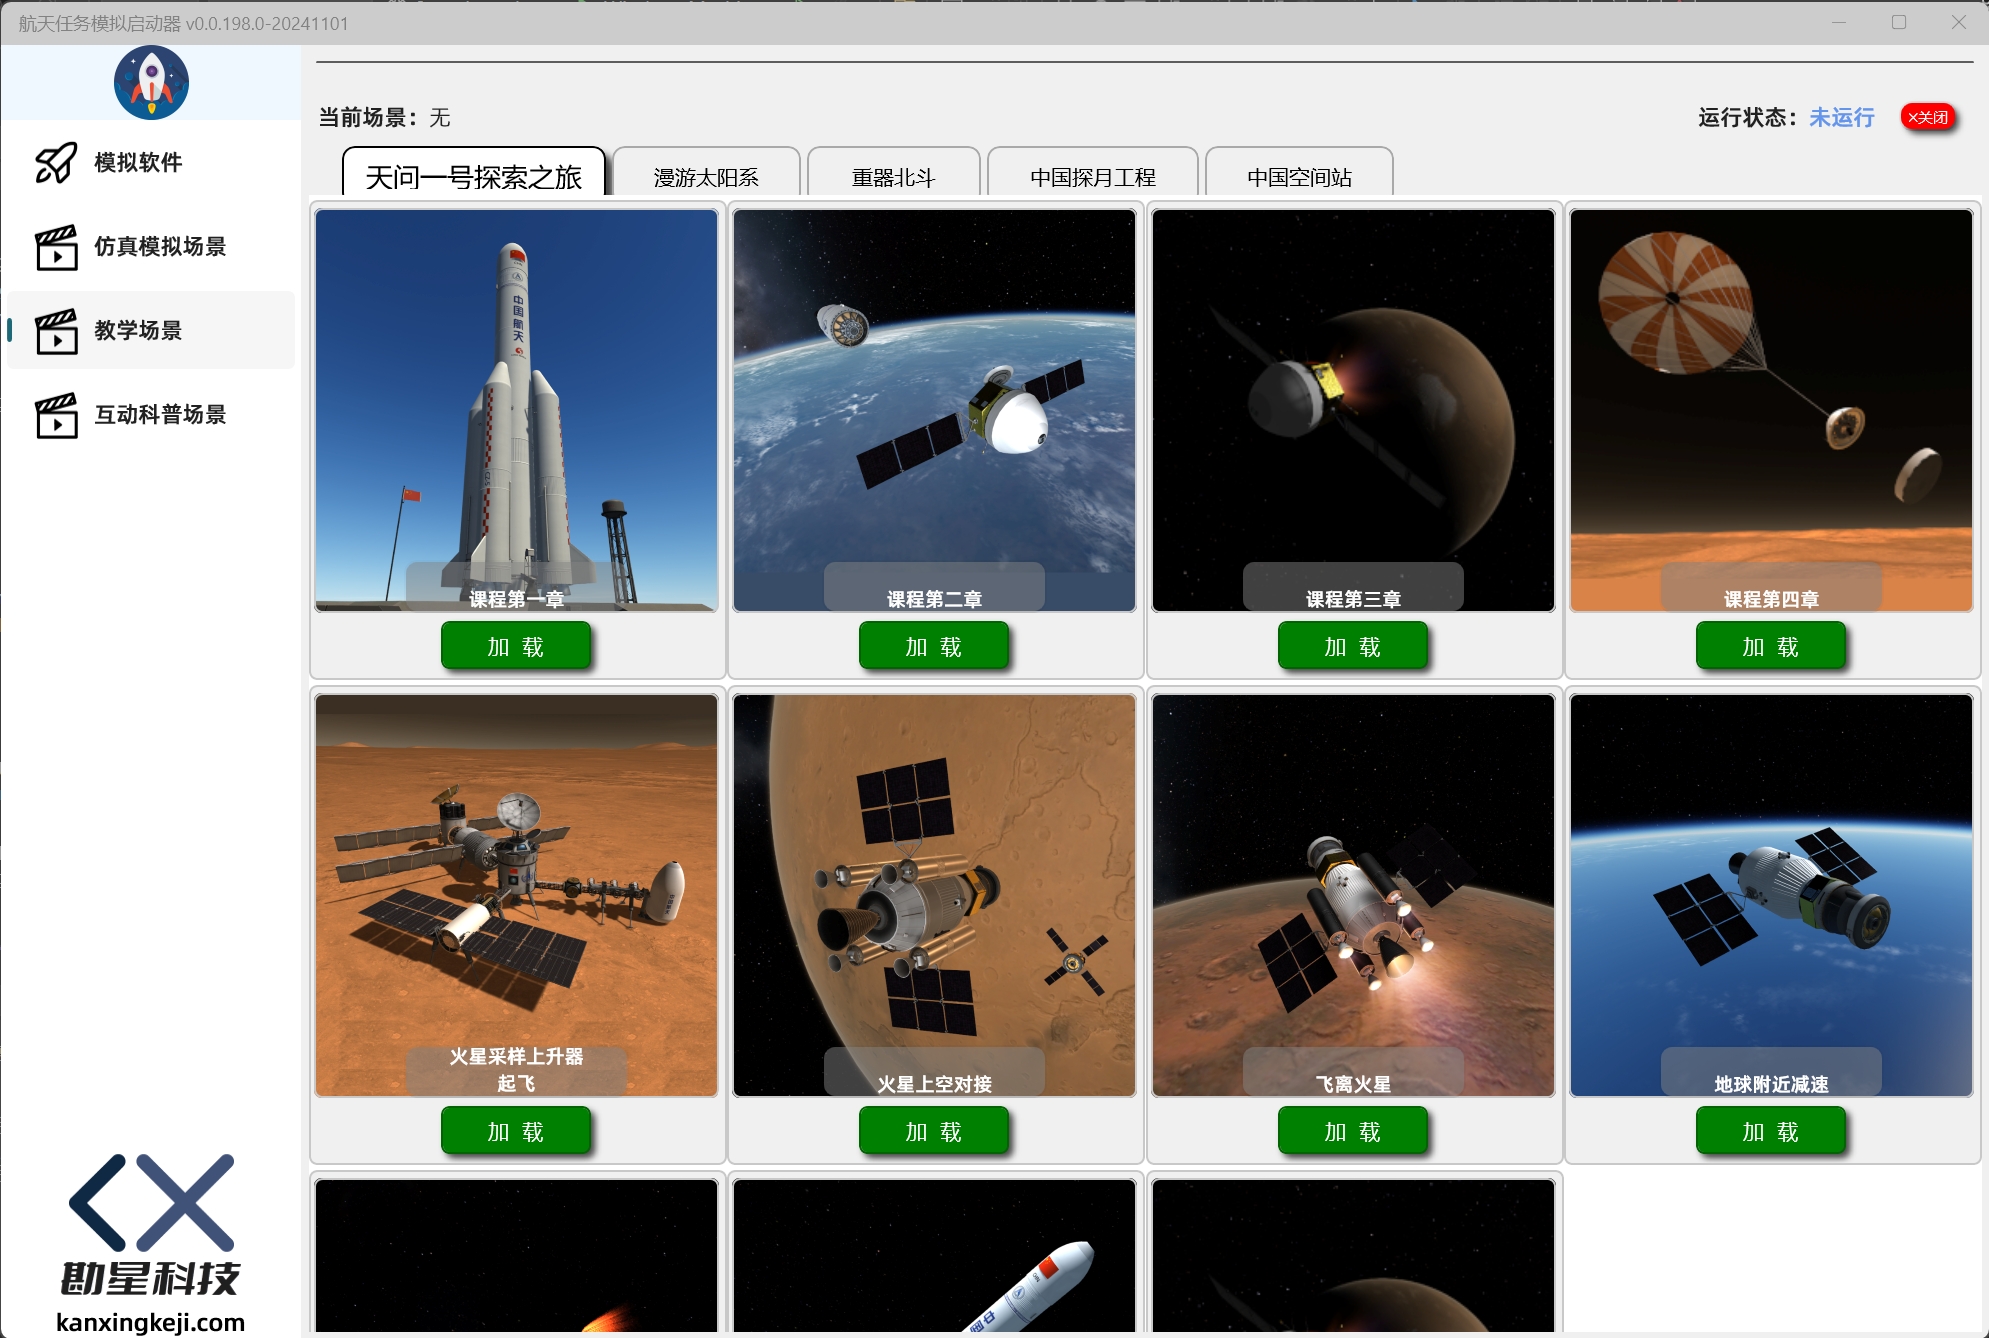 航天任务模拟启动器 v0.0.198.0-20241101
模拟软件
仿真模拟场景
教学场景
互动科普场景
勘星科技
kanxingkeji.com
当前场景：无
运行状态：未运行
×关闭
天问一号探索之旅
漫游太阳系
重器北斗
中国探月工程
中国空间站
中国航天
课程第一章
课程第二章
课程第三章
课程第四章
加 载
加 载
加 载
加 载
火星采样上升器
起飞
火星上空对接
飞离火星
地球附近减速
加 载
加 载
加 载
加 载
中国